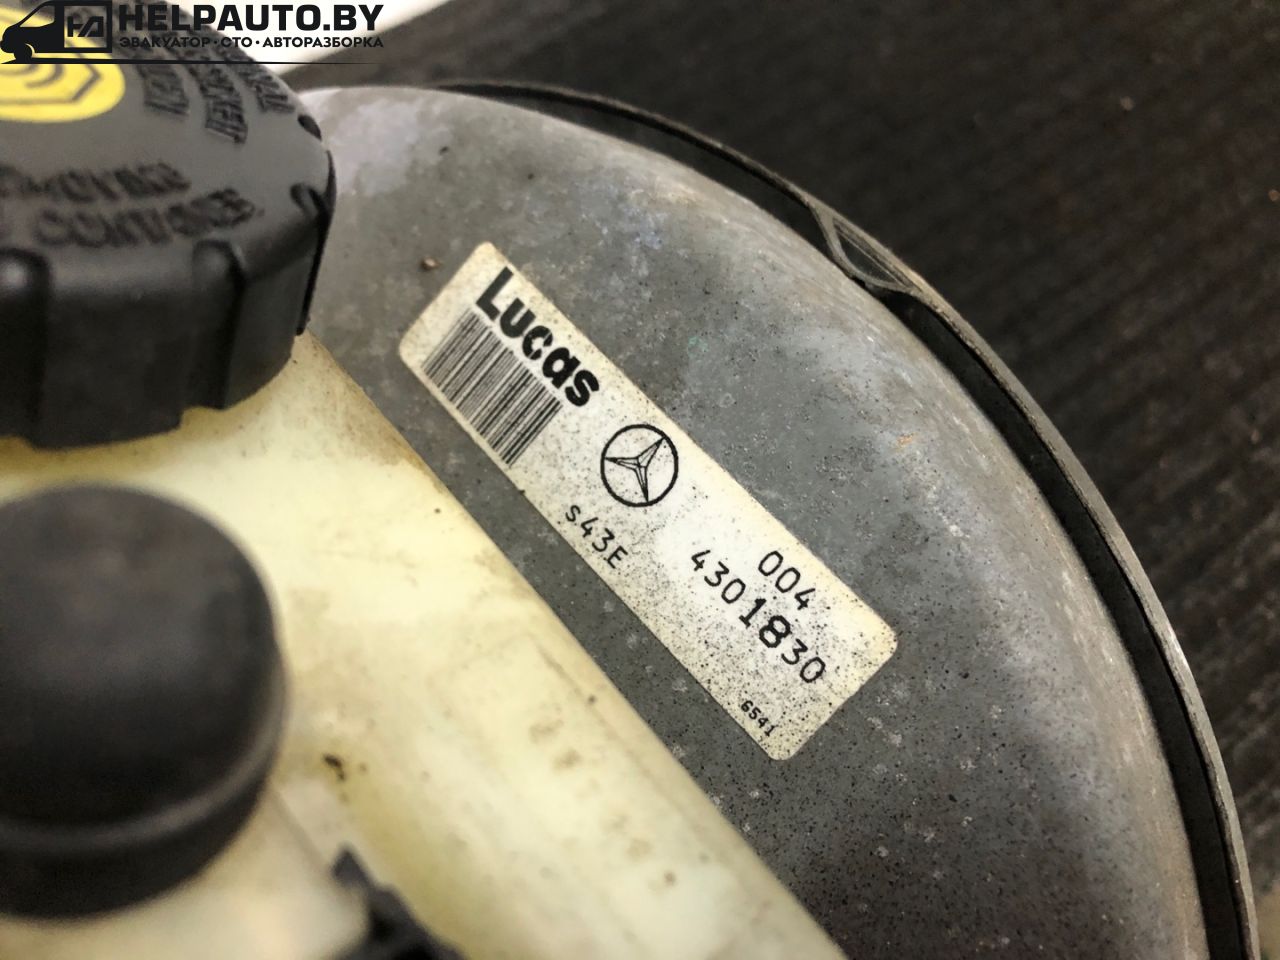 HELPAUTO.BY
ЭВАКУАТОР·СТО·АВТОРАЗБОРКА
Lucas
S43E
004
4301830
6541